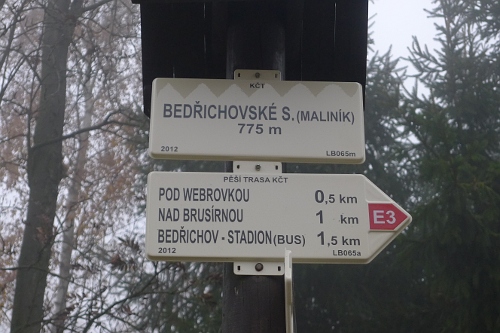 KČT
BEDŘICHOVSKÉ S. (MALINÍK)
775 m
2012 LB065m
PĚŠÍ TRASA KČT
POD WEBROVKOU 0,5 km
NAD BRUSÍRNOU 1 km
BEDŘICHOV - STADION (BUS) 1,5 km
E3
2012 LB065a